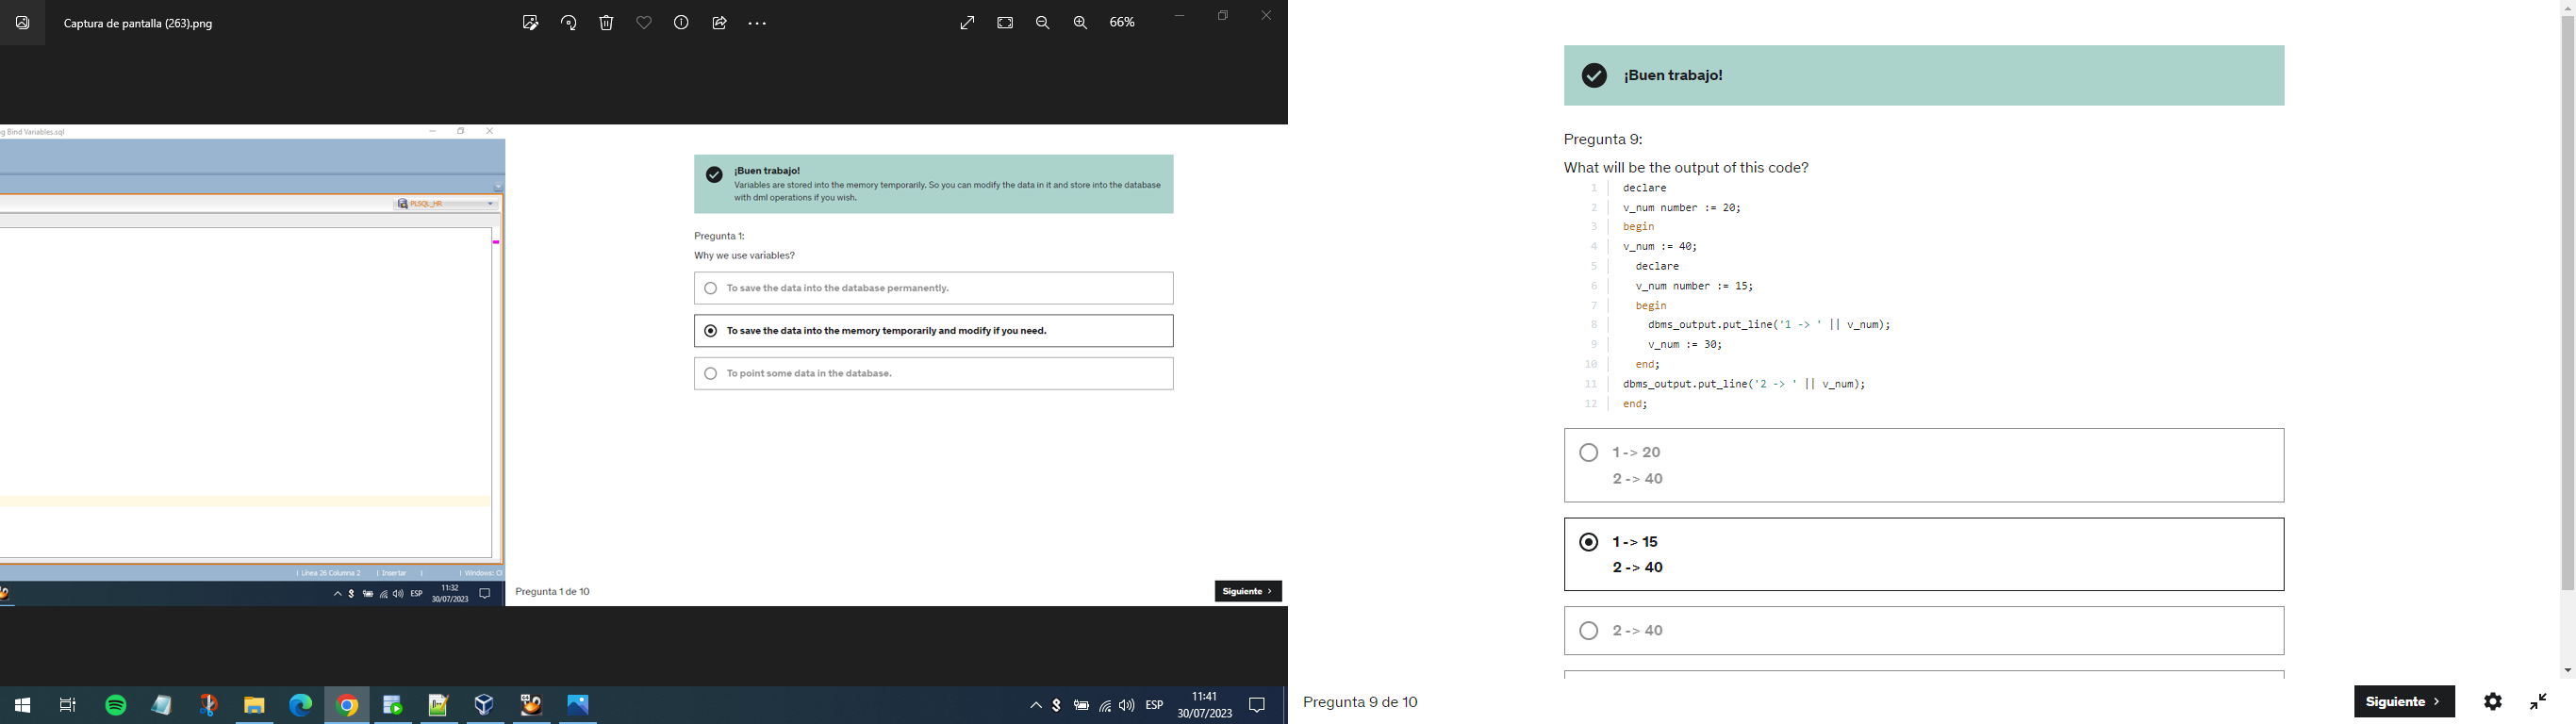 Captura de pantalla (263).png
66%
g Bind Variables.sql
PLSQL_HR
| Línea 26 Columna 2 | Insertar | | Windows: C
ESP
11:32
30/07/2023
¡Buen trabajo!
Variables are stored into the memory temporarily. So you can modify the data in it and store into the database
with dml operations if you wish.
Pregunta 1:
Why we use variables?
To save the data into the database permanently.
To save the data into the memory temporarily and modify if you need.
To point some data in the database.
Pregunta 1 de 10
Siguiente >
ESP
11:41
30/07/2023
¡Buen trabajo!
Pregunta 9:
What will be the output of this code?
1 declare
2 v_num number := 20;
3 begin
4 v_num := 40;
5 declare
6 v_num number := 15;
7 begin
8 dbms_output.put_line('1 -> ' || v_num);
9 v_num := 30;
10 end;
11 dbms_output.put_line('2 -> ' || v_num);
12 end;
1 -> 20
2 -> 40
1 -> 15
2 -> 40
2 -> 40
Pregunta 9 de 10
Siguiente >